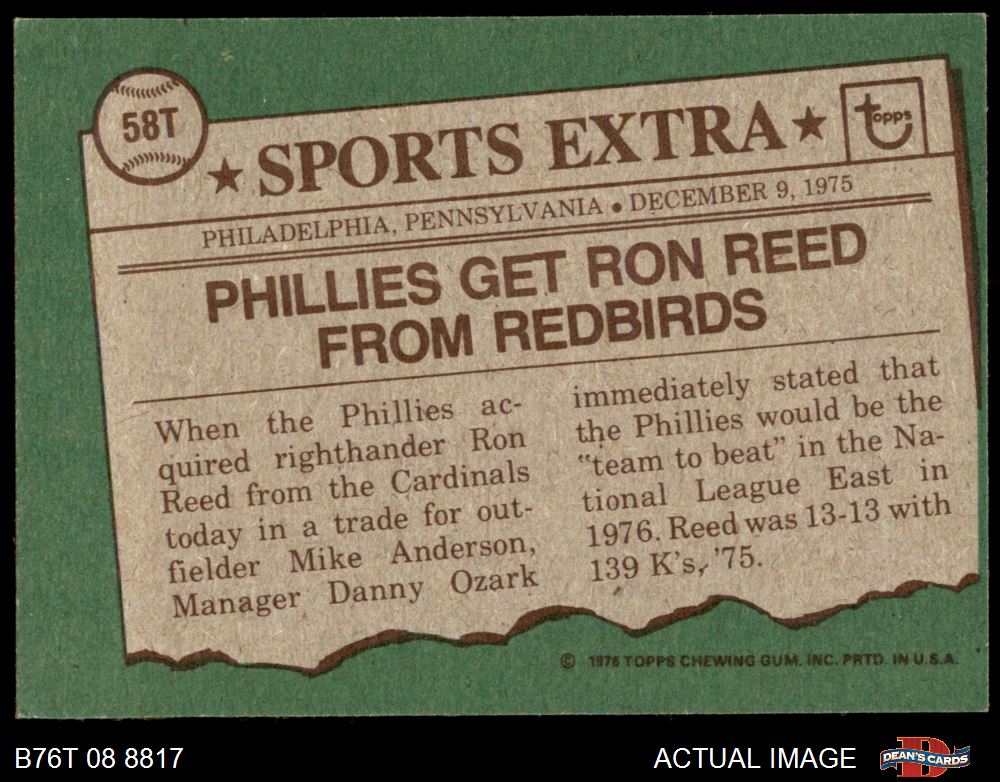 58T
★ SPORTS EXTRA ★
topps
PHILADELPHIA, PENNSYLVANIA • DECEMBER 9, 1975
PHILLIES GET RON REED
FROM REDBIRDS
When the Phillies ac-
quired righthander Ron
Reed from the Cardinals
today in a trade for out-
fielder Mike Anderson,
Manager Danny Ozark
immediately stated that
the Phillies would be the
"team to beat" in the Na-
tional League East in
1976. Reed was 13-13 with
139 K's, '75.
© 1976 TOPPS CHEWING GUM. INC. PRTD. IN U.S.A.
B76T 08 8817
ACTUAL IMAGE
DEAN'S CARDS